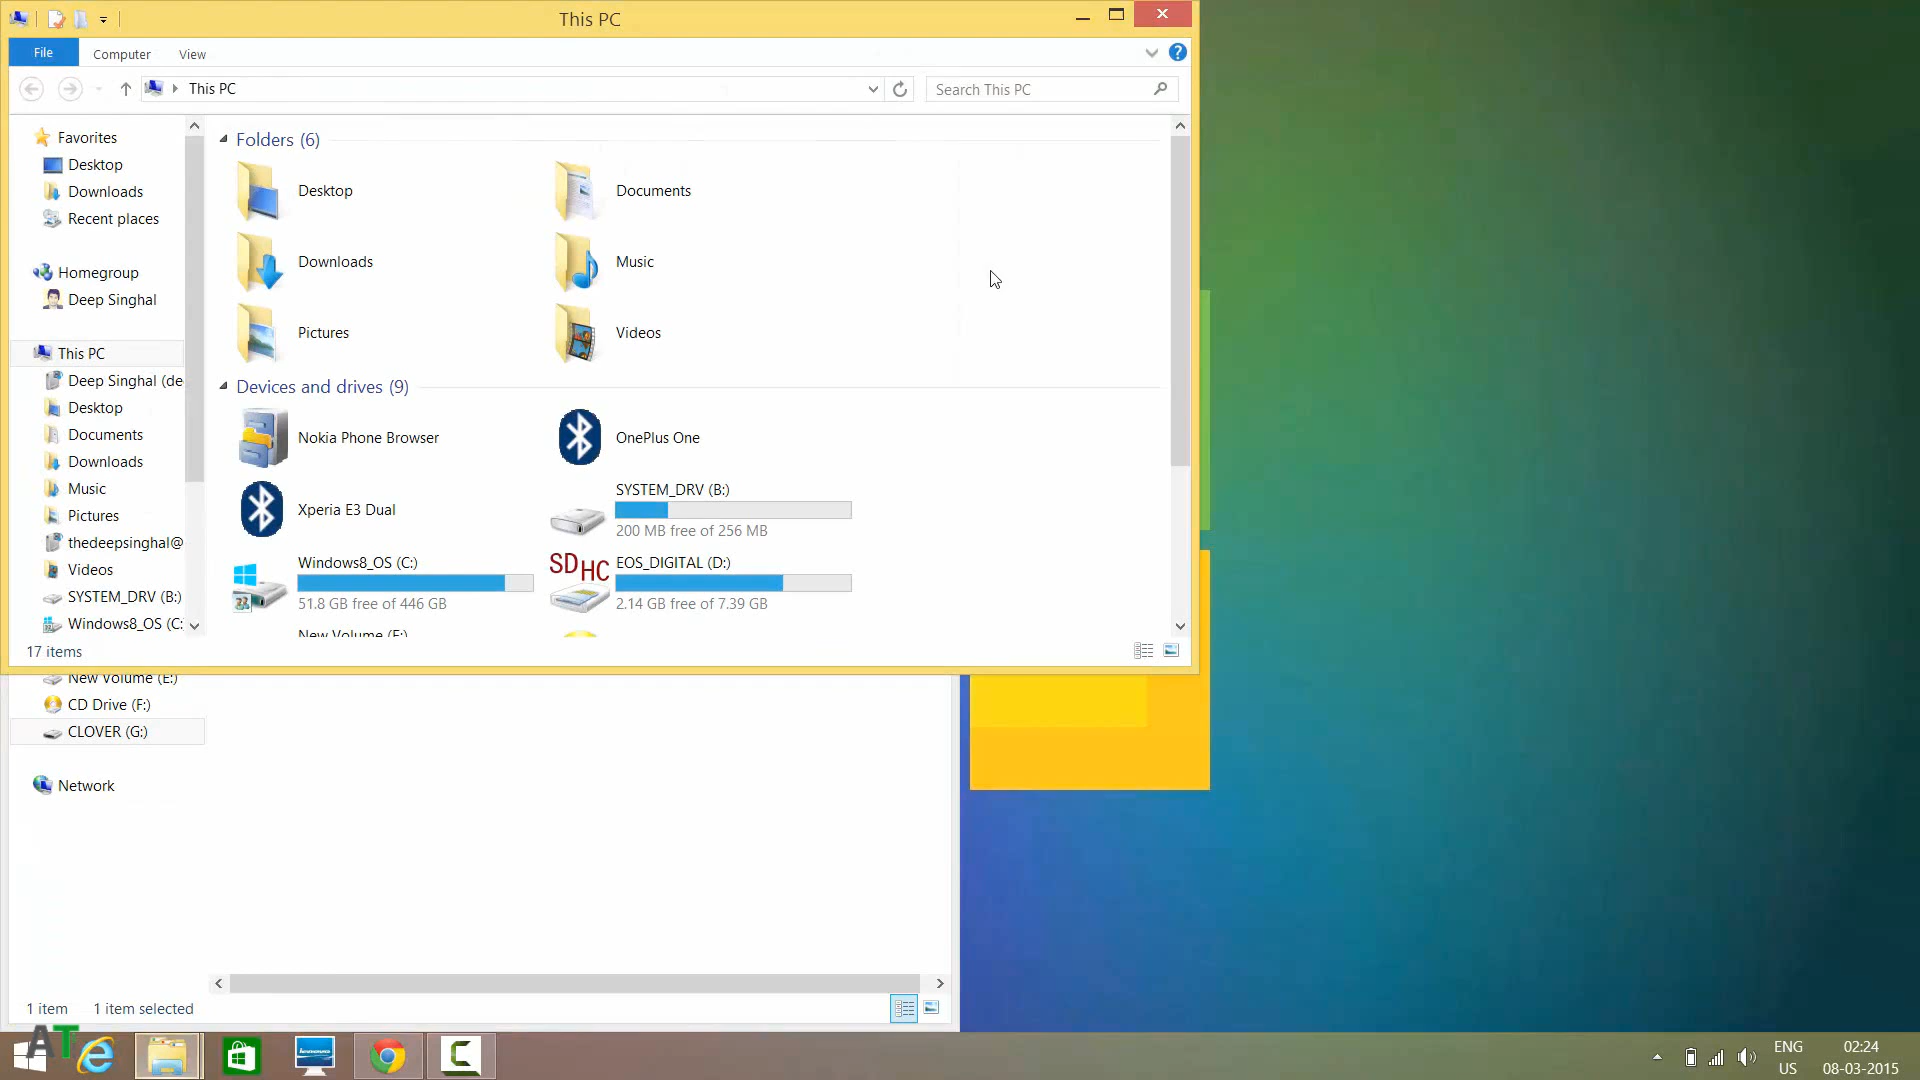 This PC
File
Computer
View
This PC
Search This PC
Favorites
Desktop
Downloads
Recent places
Homegroup
Deep Singhal
This PC
Deep Singhal (de
Desktop
Documents
Downloads
Music
Pictures
thedeepsinghal@
Videos
SYSTEM_DRV (B:)
Windows8_OS (C:
Folders (6)
Desktop
Documents
Downloads
Music
Pictures
Videos
Devices and drives (9)
Nokia Phone Browser
OnePlus One
Xperia E3 Dual
SYSTEM_DRV (B:)
200 MB free of 256 MB
Windows8_OS (C:)
51.8 GB free of 446 GB
SDHC
EOS_DIGITAL (D:)
2.14 GB free of 7.39 GB
New Volume (E:)
17 items
New Volume (E:)
CD Drive (F:)
CLOVER (G:)
Network
1 item
1 item selected
AT
lenovo
ENG
US
02:24
08-03-2015